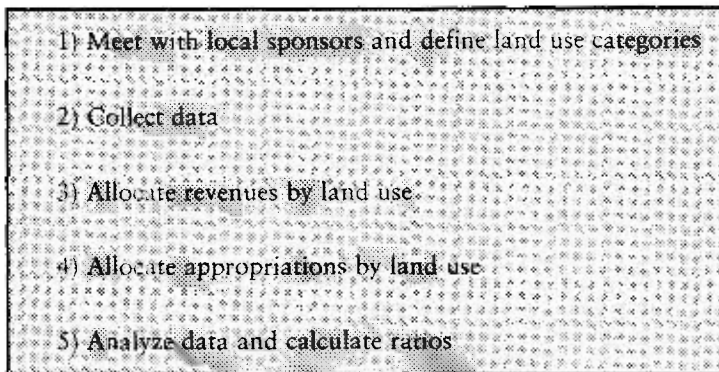 1) Meet with local sponsors and define land use categories
2) Collect data
3) Allocate revenues by land use
4) Allocate appropriations by land use
5) Analyze data and calculate ratios